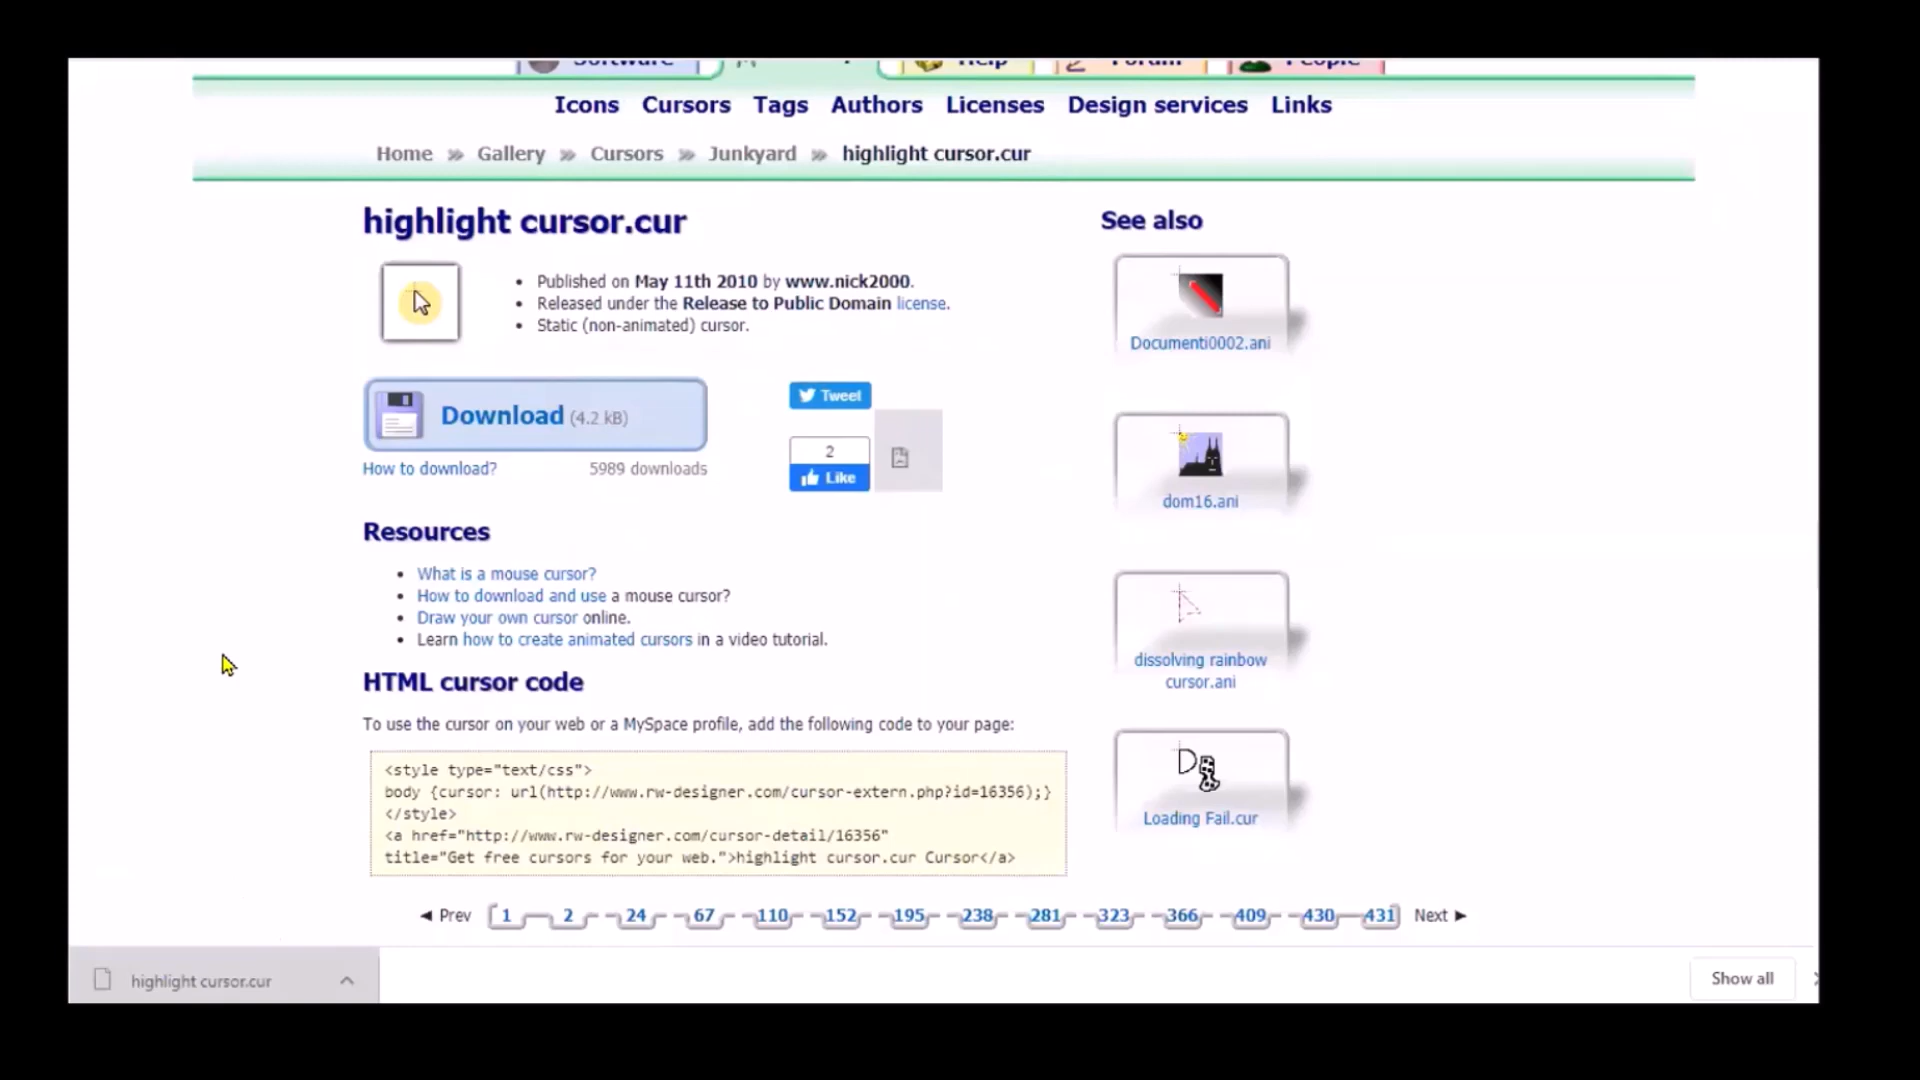 Software Help Forum People
Icons Cursors Tags Authors Licenses Design services Links
Home » Gallery » Cursors » Junkyard » highlight cursor.cur
highlight cursor.cur
• Published on May 11th 2010 by www.nick2000.
• Released under the Release to Public Domain license.
• Static (non-animated) cursor.
Download (4.2 kB)
How to download? 5989 downloads
Tweet
2
Like
Resources
• What is a mouse cursor?
• How to download and use a mouse cursor?
• Draw your own cursor online.
• Learn how to create animated cursors in a video tutorial.
HTML cursor code
To use the cursor on your web or a MySpace profile, add the following code to your page:
<style type="text/css">
body {cursor: url(http://www.rw-designer.com/cursor-extern.php?id=16356);}
</style>
<a href="http://www.rw-designer.com/cursor-detail/16356"
title="Get free cursors for your web.">highlight cursor.cur Cursor</a>
See also
Documenti0002.ani
dom16.ani
dissolving rainbow
cursor.ani
Loading Fail.cur
◄ Prev 1 2 24 67 110 152 195 238 281 323 366 409 430 431 Next ►
highlight cursor.cur
Show all